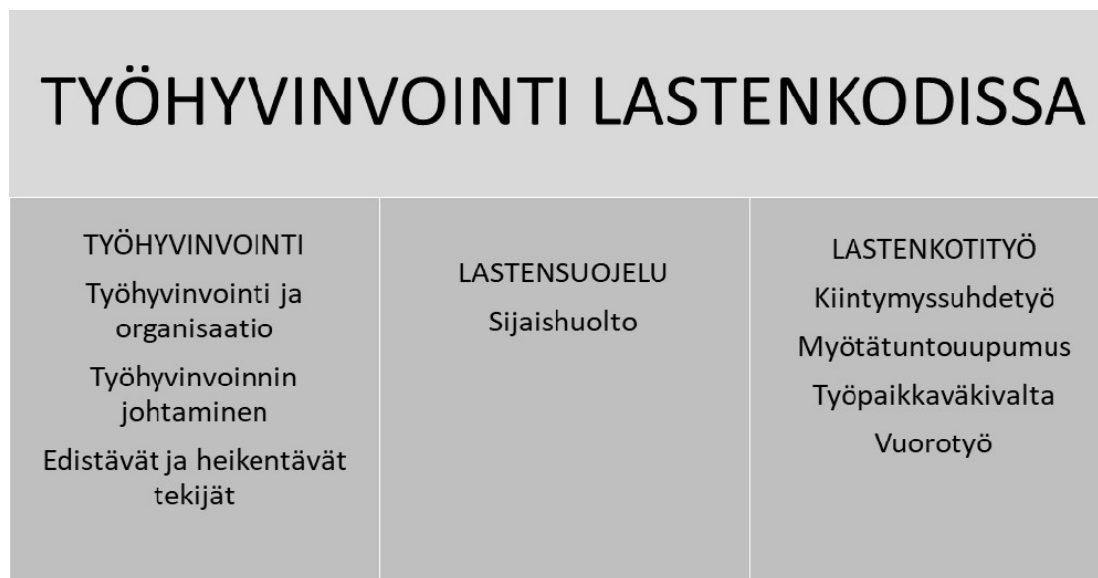 TYÖHYVINVOINTI LASTENKODISSA
TYÖHYVINVOINTI
Työhyvinvointi ja
organisaatio
Työhyvinvoinnin
johtaminen
Edistävät ja heikentävät
tekijät
LASTENSUOJELU
Sijaishuolto
LASTENKOTITYÖ
Kiintymyssuhdetyö
Myötätuntouupumus
Työpaikkaväkivalta
Vuorotyö